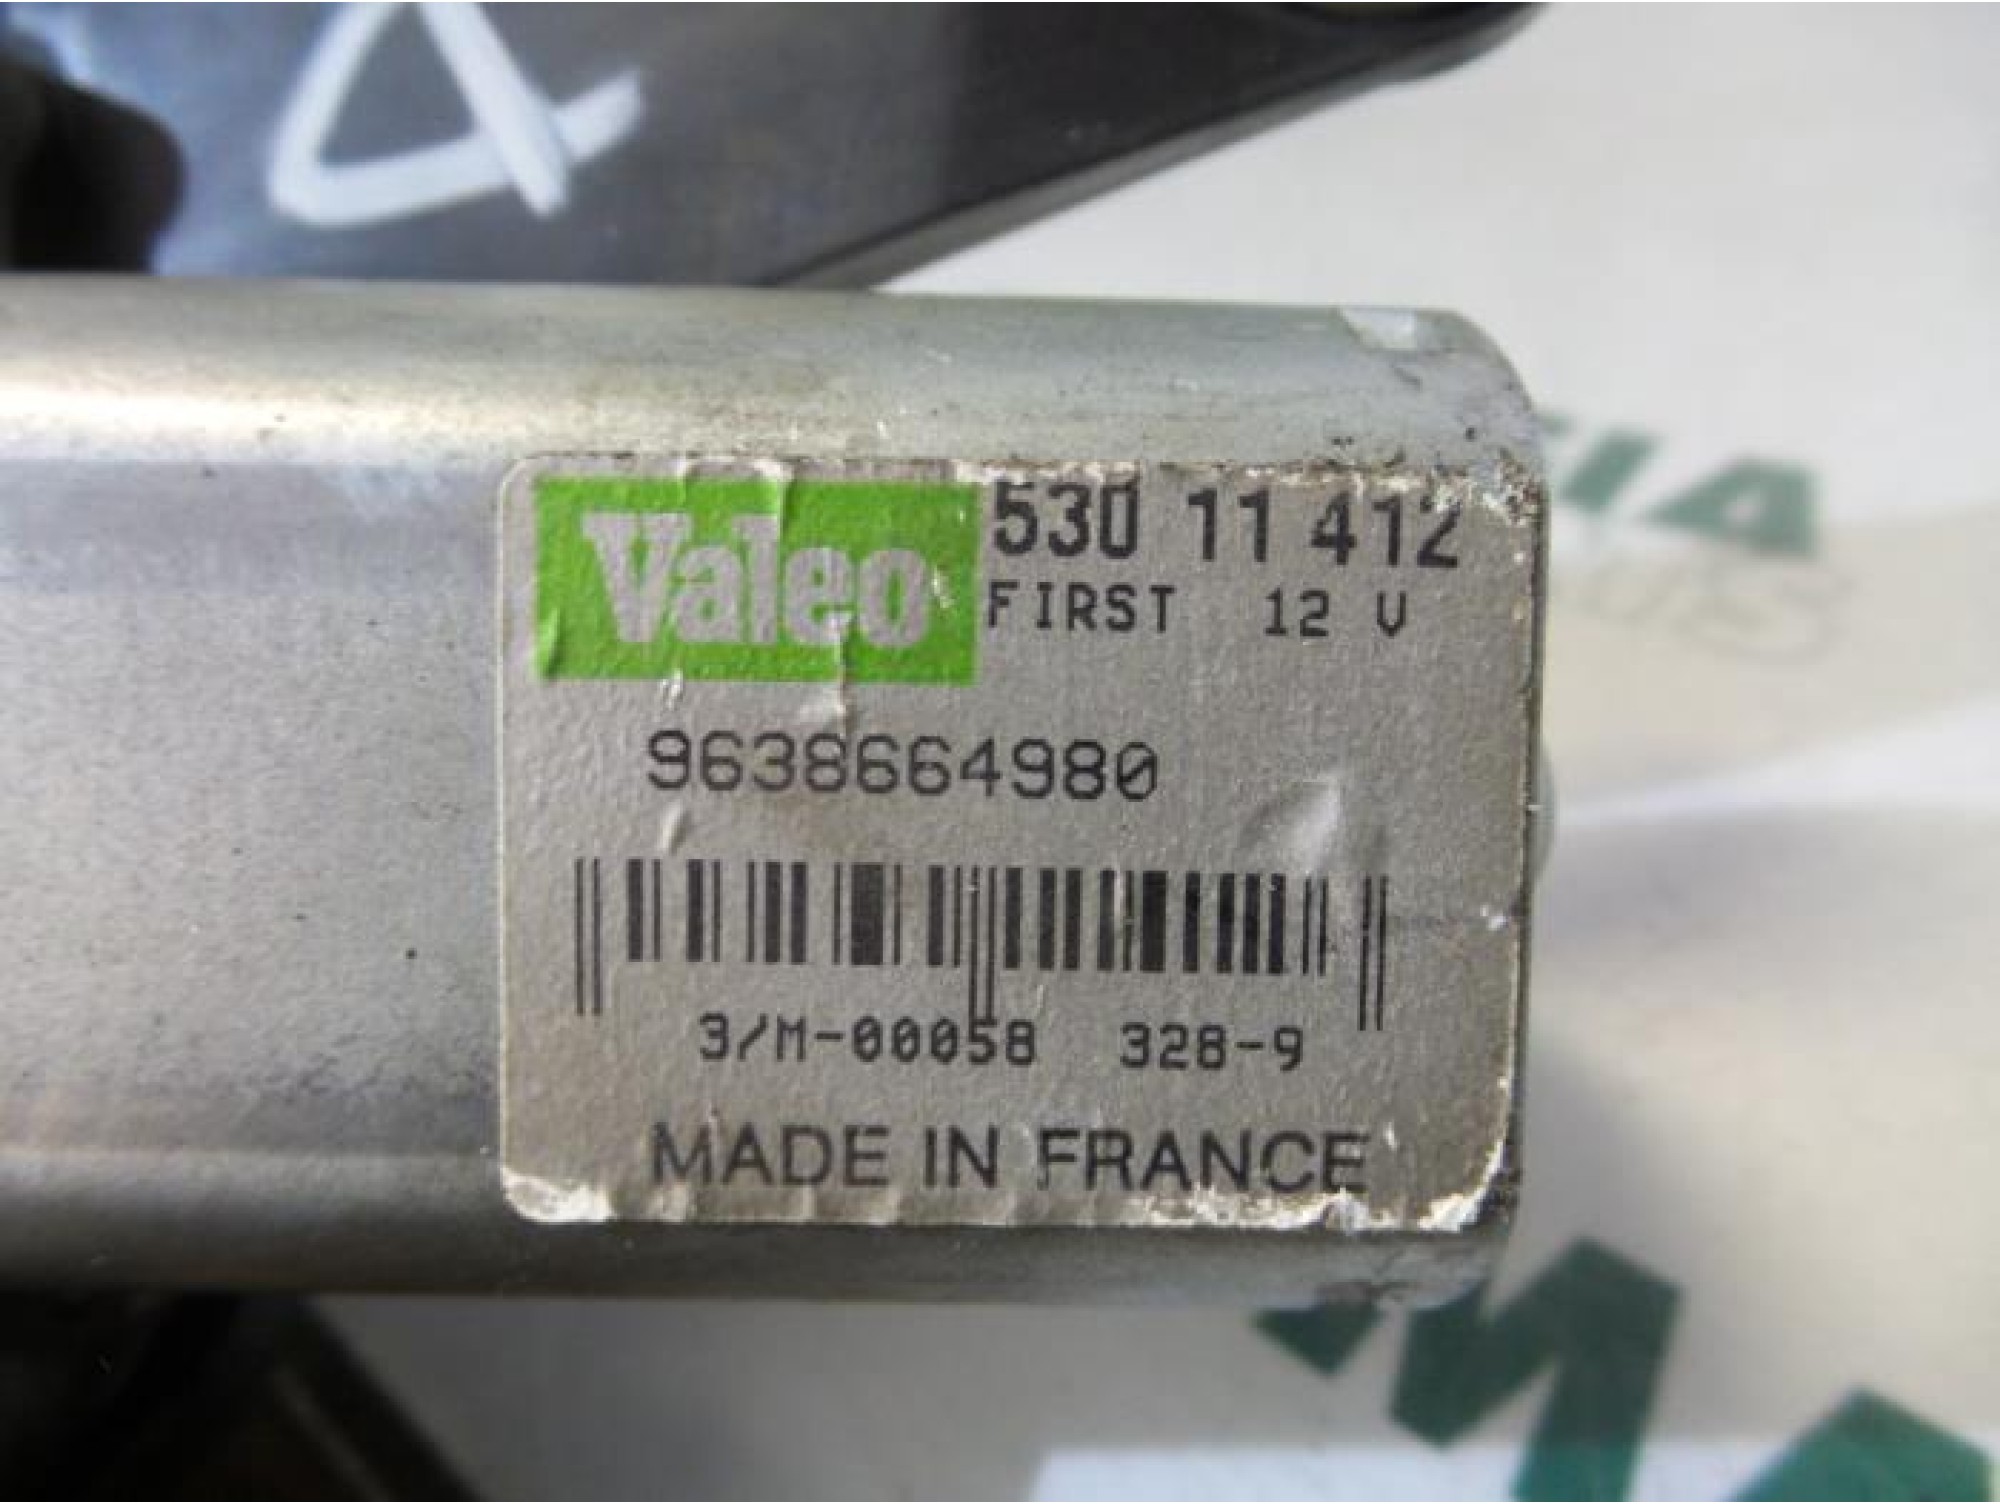 Valeo 530 11 412
FIRST 12 V
9638664980
3/M-00058 328-9
MADE IN FRANCE